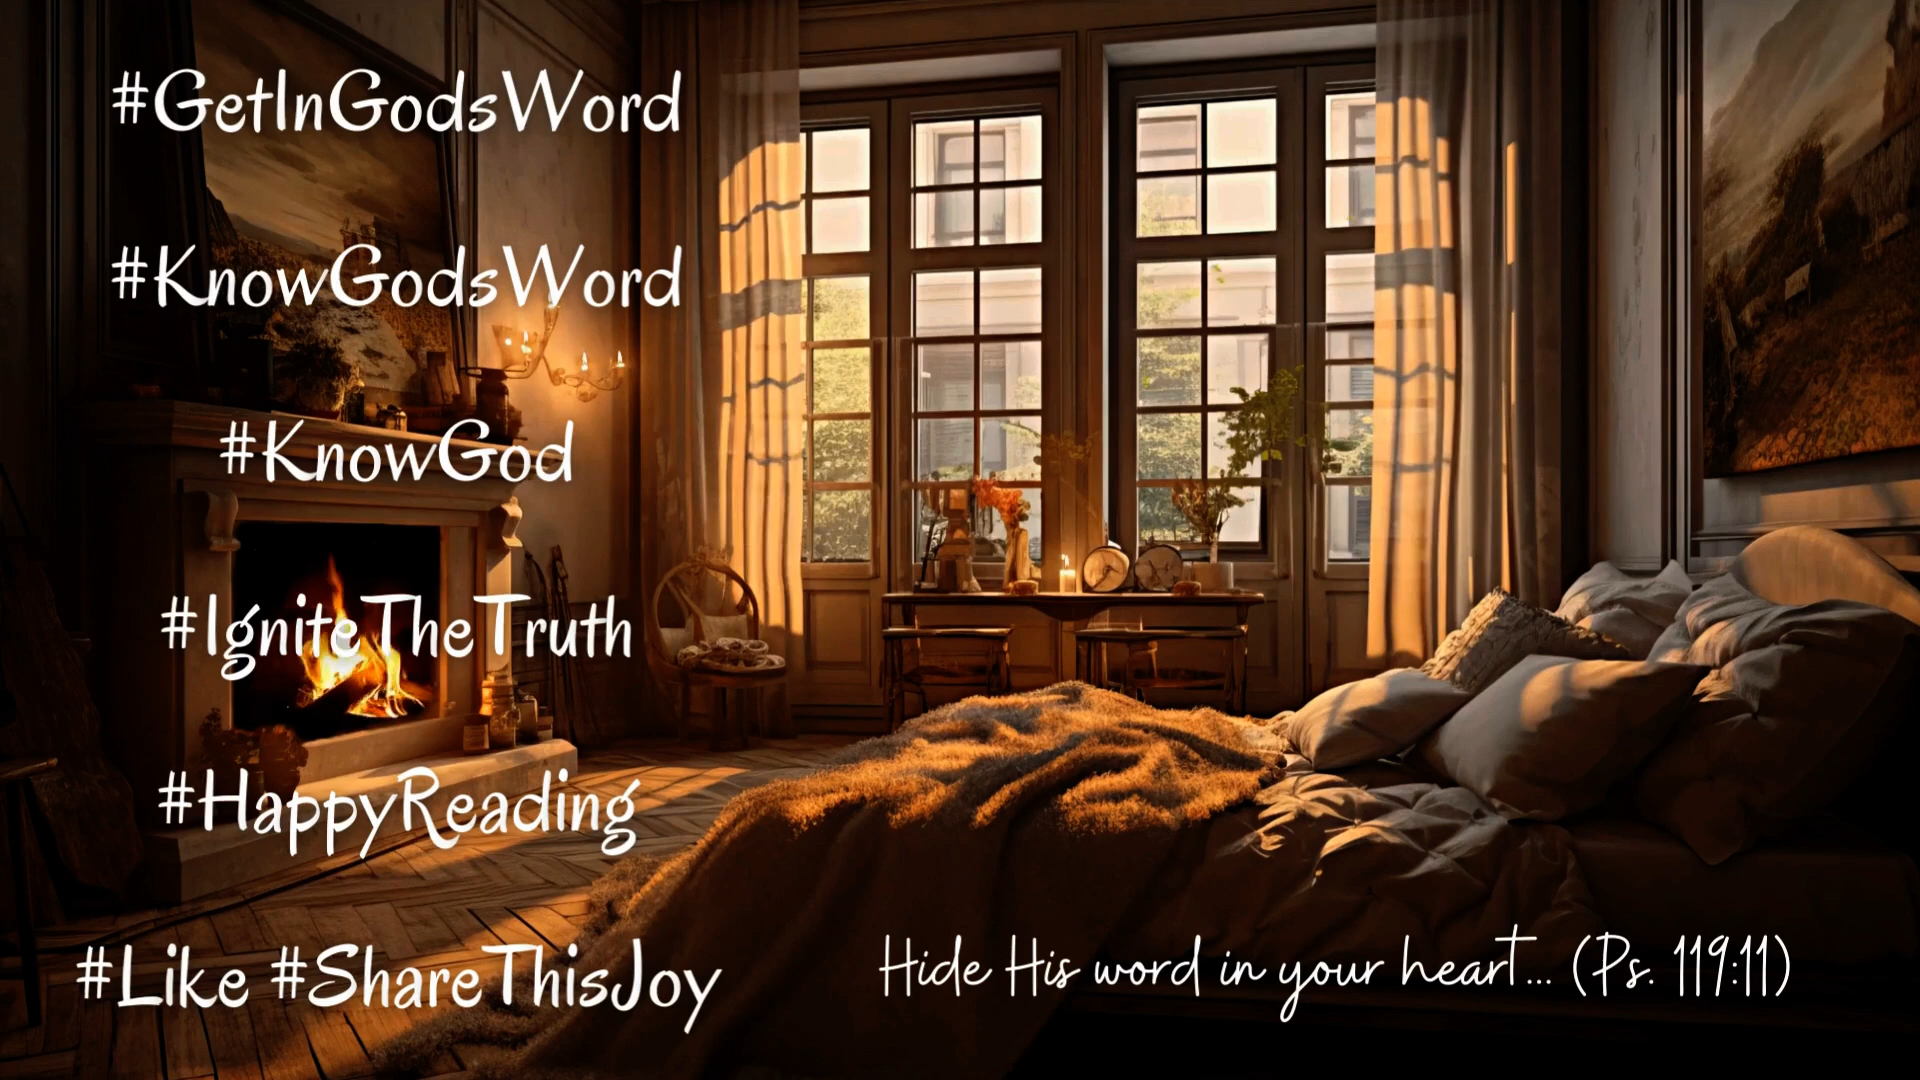 #GetInGodsWord
#KnowGodsWord
#KnowGod
#IgniteTheTruth
#HappyReading
#Like #ShareThisJoy
Hide His word in your heart... (Ps. 119:11)